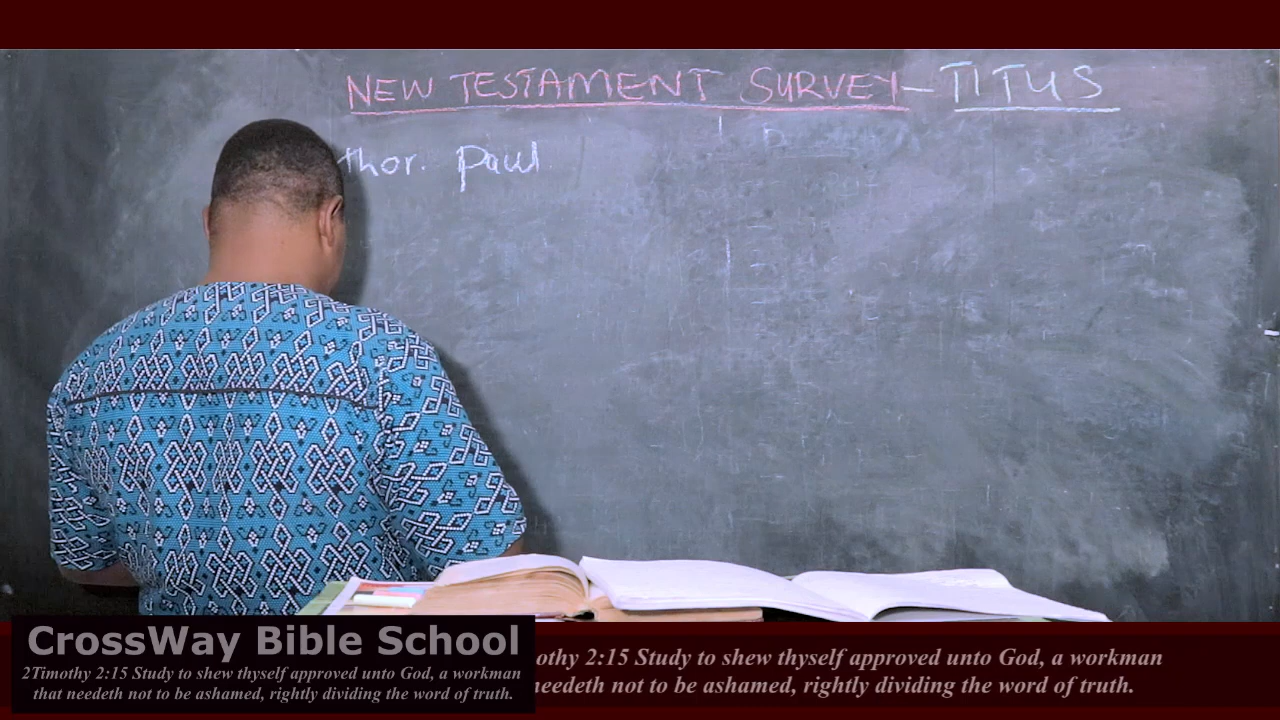 NEW TESTAMENT SURVEY - TITUS
thor. Paul
CrossWay Bible School
2Timothy 2:15 Study to shew thyself approved unto God, a workman
that needeth not to be ashamed, rightly dividing the word of truth.
othy 2:15 Study to shew thyself approved unto God, a workman
needeth not to be ashamed, rightly dividing the word of truth.